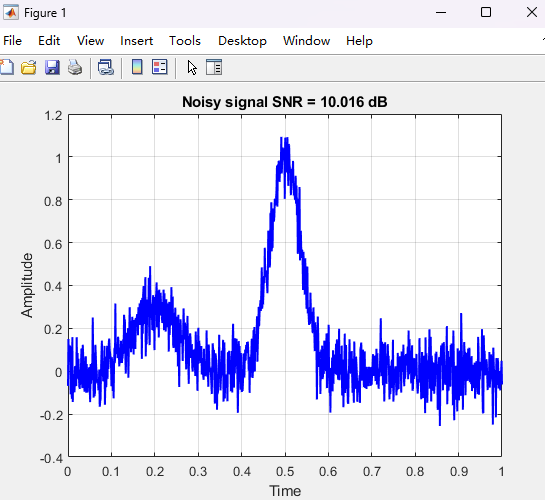 Figure 1
File Edit View Insert Tools Desktop Window Help
Noisy signal SNR = 10.016 dB
1.2
1
0.8
0.6
0.4
0.2
0
-0.2
-0.4
Amplitude
0 0.1 0.2 0.3 0.4 0.5 0.6 0.7 0.8 0.9 1
Time